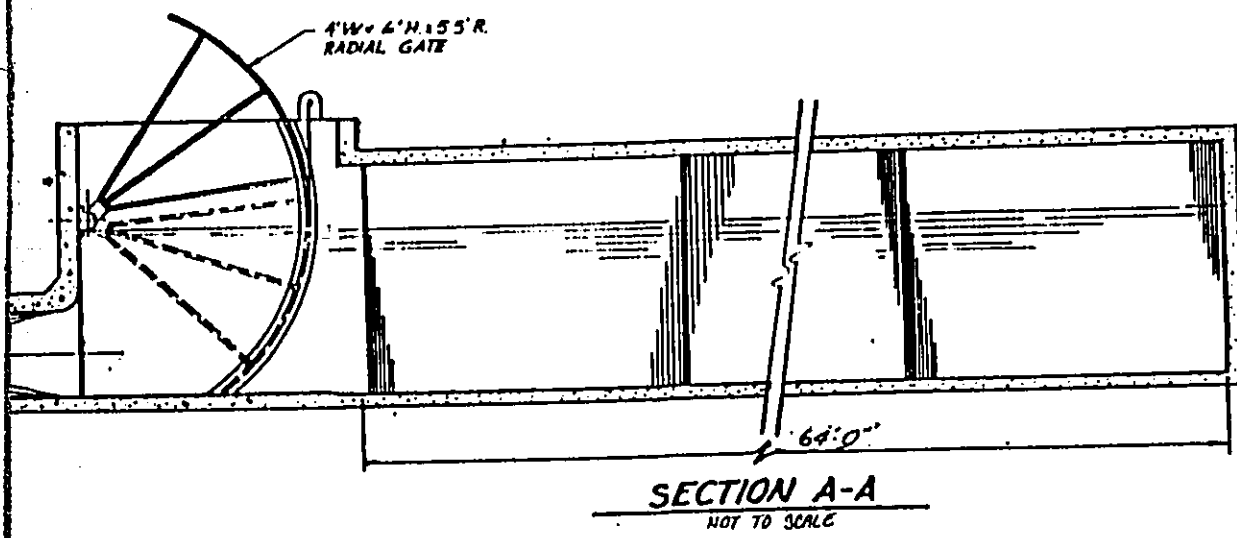 4'W × 6'H. × 5.5'R.
RADIAL GATE
64'-0"
SECTION A-A
NOT TO SCALE